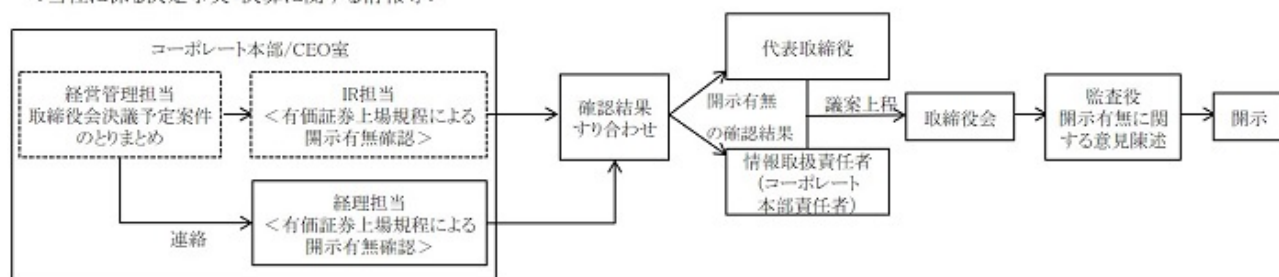 コーポレート本部/CEO室
経営管理担当
取締役会決議予定案件
のとりまとめ
IR担当
＜有価証券上場規程による
開示有無確認＞
経理担当
＜有価証券上場規程による
開示有無確認＞
連絡
確認結果
すり合わせ
代表取締役
開示有無
の確認結果
情報取扱責任者
(コーポレート
本部責任者)
議案上程
取締役会
監査役
開示有無に関
する意見陳述
開示